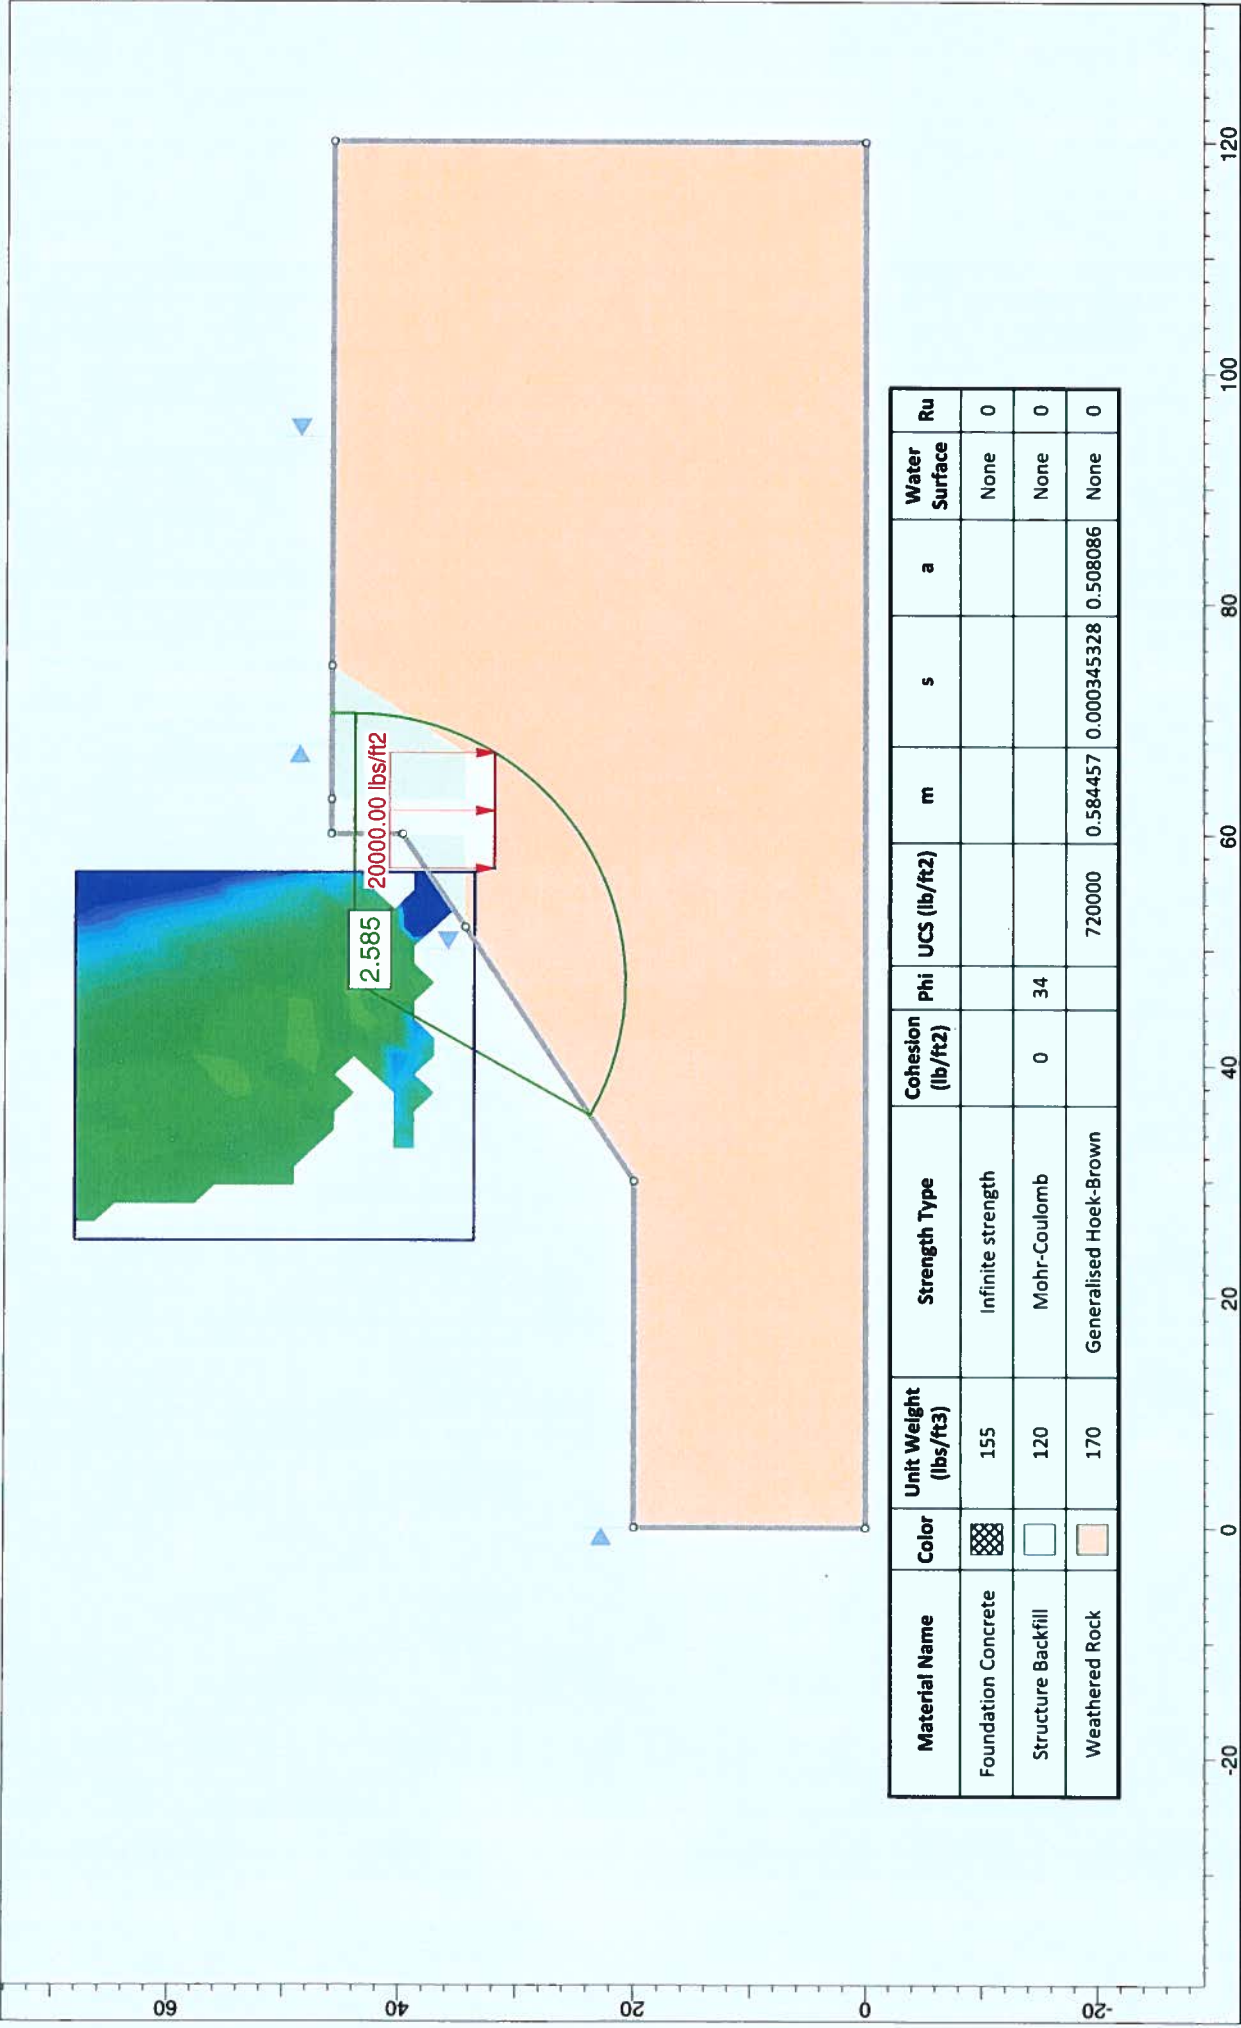 2.585
20000.00 lbs/ft2
Material Name Color Unit Weight (lbs/ft3) Strength Type Cohesion (lb/ft2) Phi UCS (lb/ft2) m s a Water Surface Ru
Foundation Concrete 155 Infinite strength None 0
Structure Backfill 120 Mohr-Coulomb 0 34 None 0
Weathered Rock 170 Generalised Hoek-Brown 720000 0.584457 0.000345328 0.508086 None 0
60
40
20
0
-20
-20 0 20 40 60 80 100 120